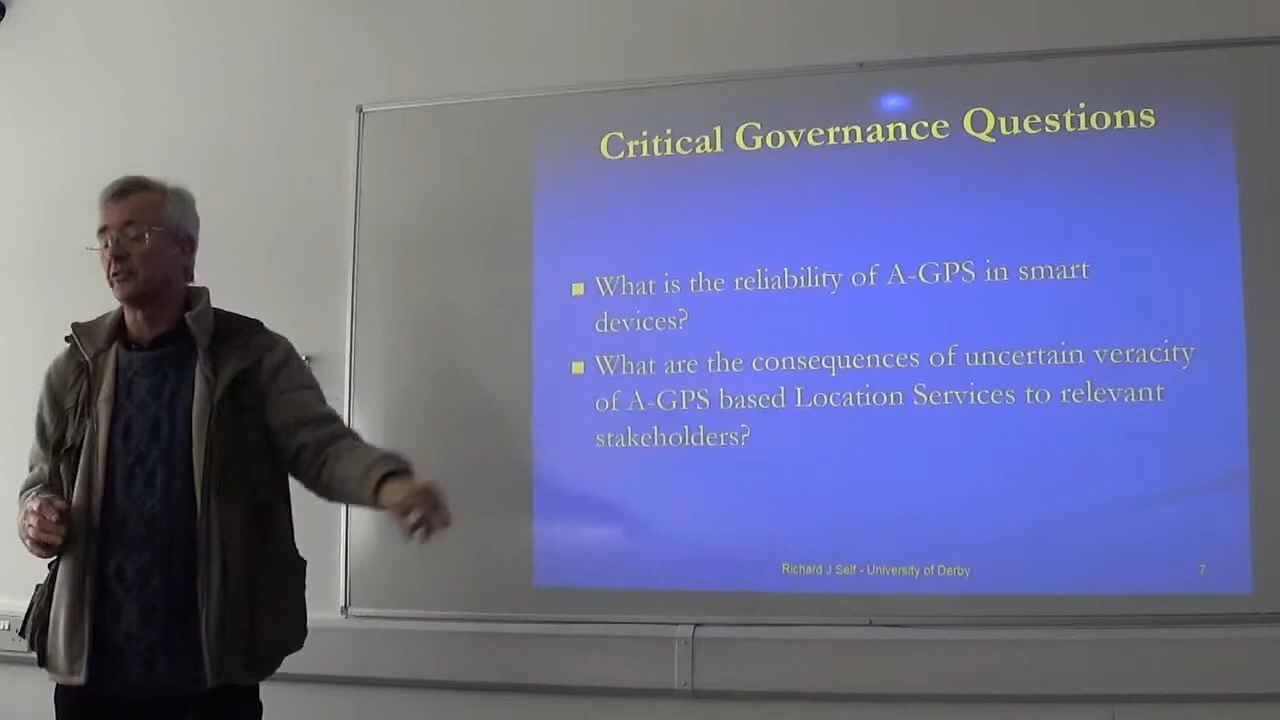 Critical Governance Questions
What is the reliability of A-GPS in smart
devices?
What are the consequences of uncertain veracity
of A-GPS based Location Services to relevant
stakeholders?
Richard J Self - University of Derby
7